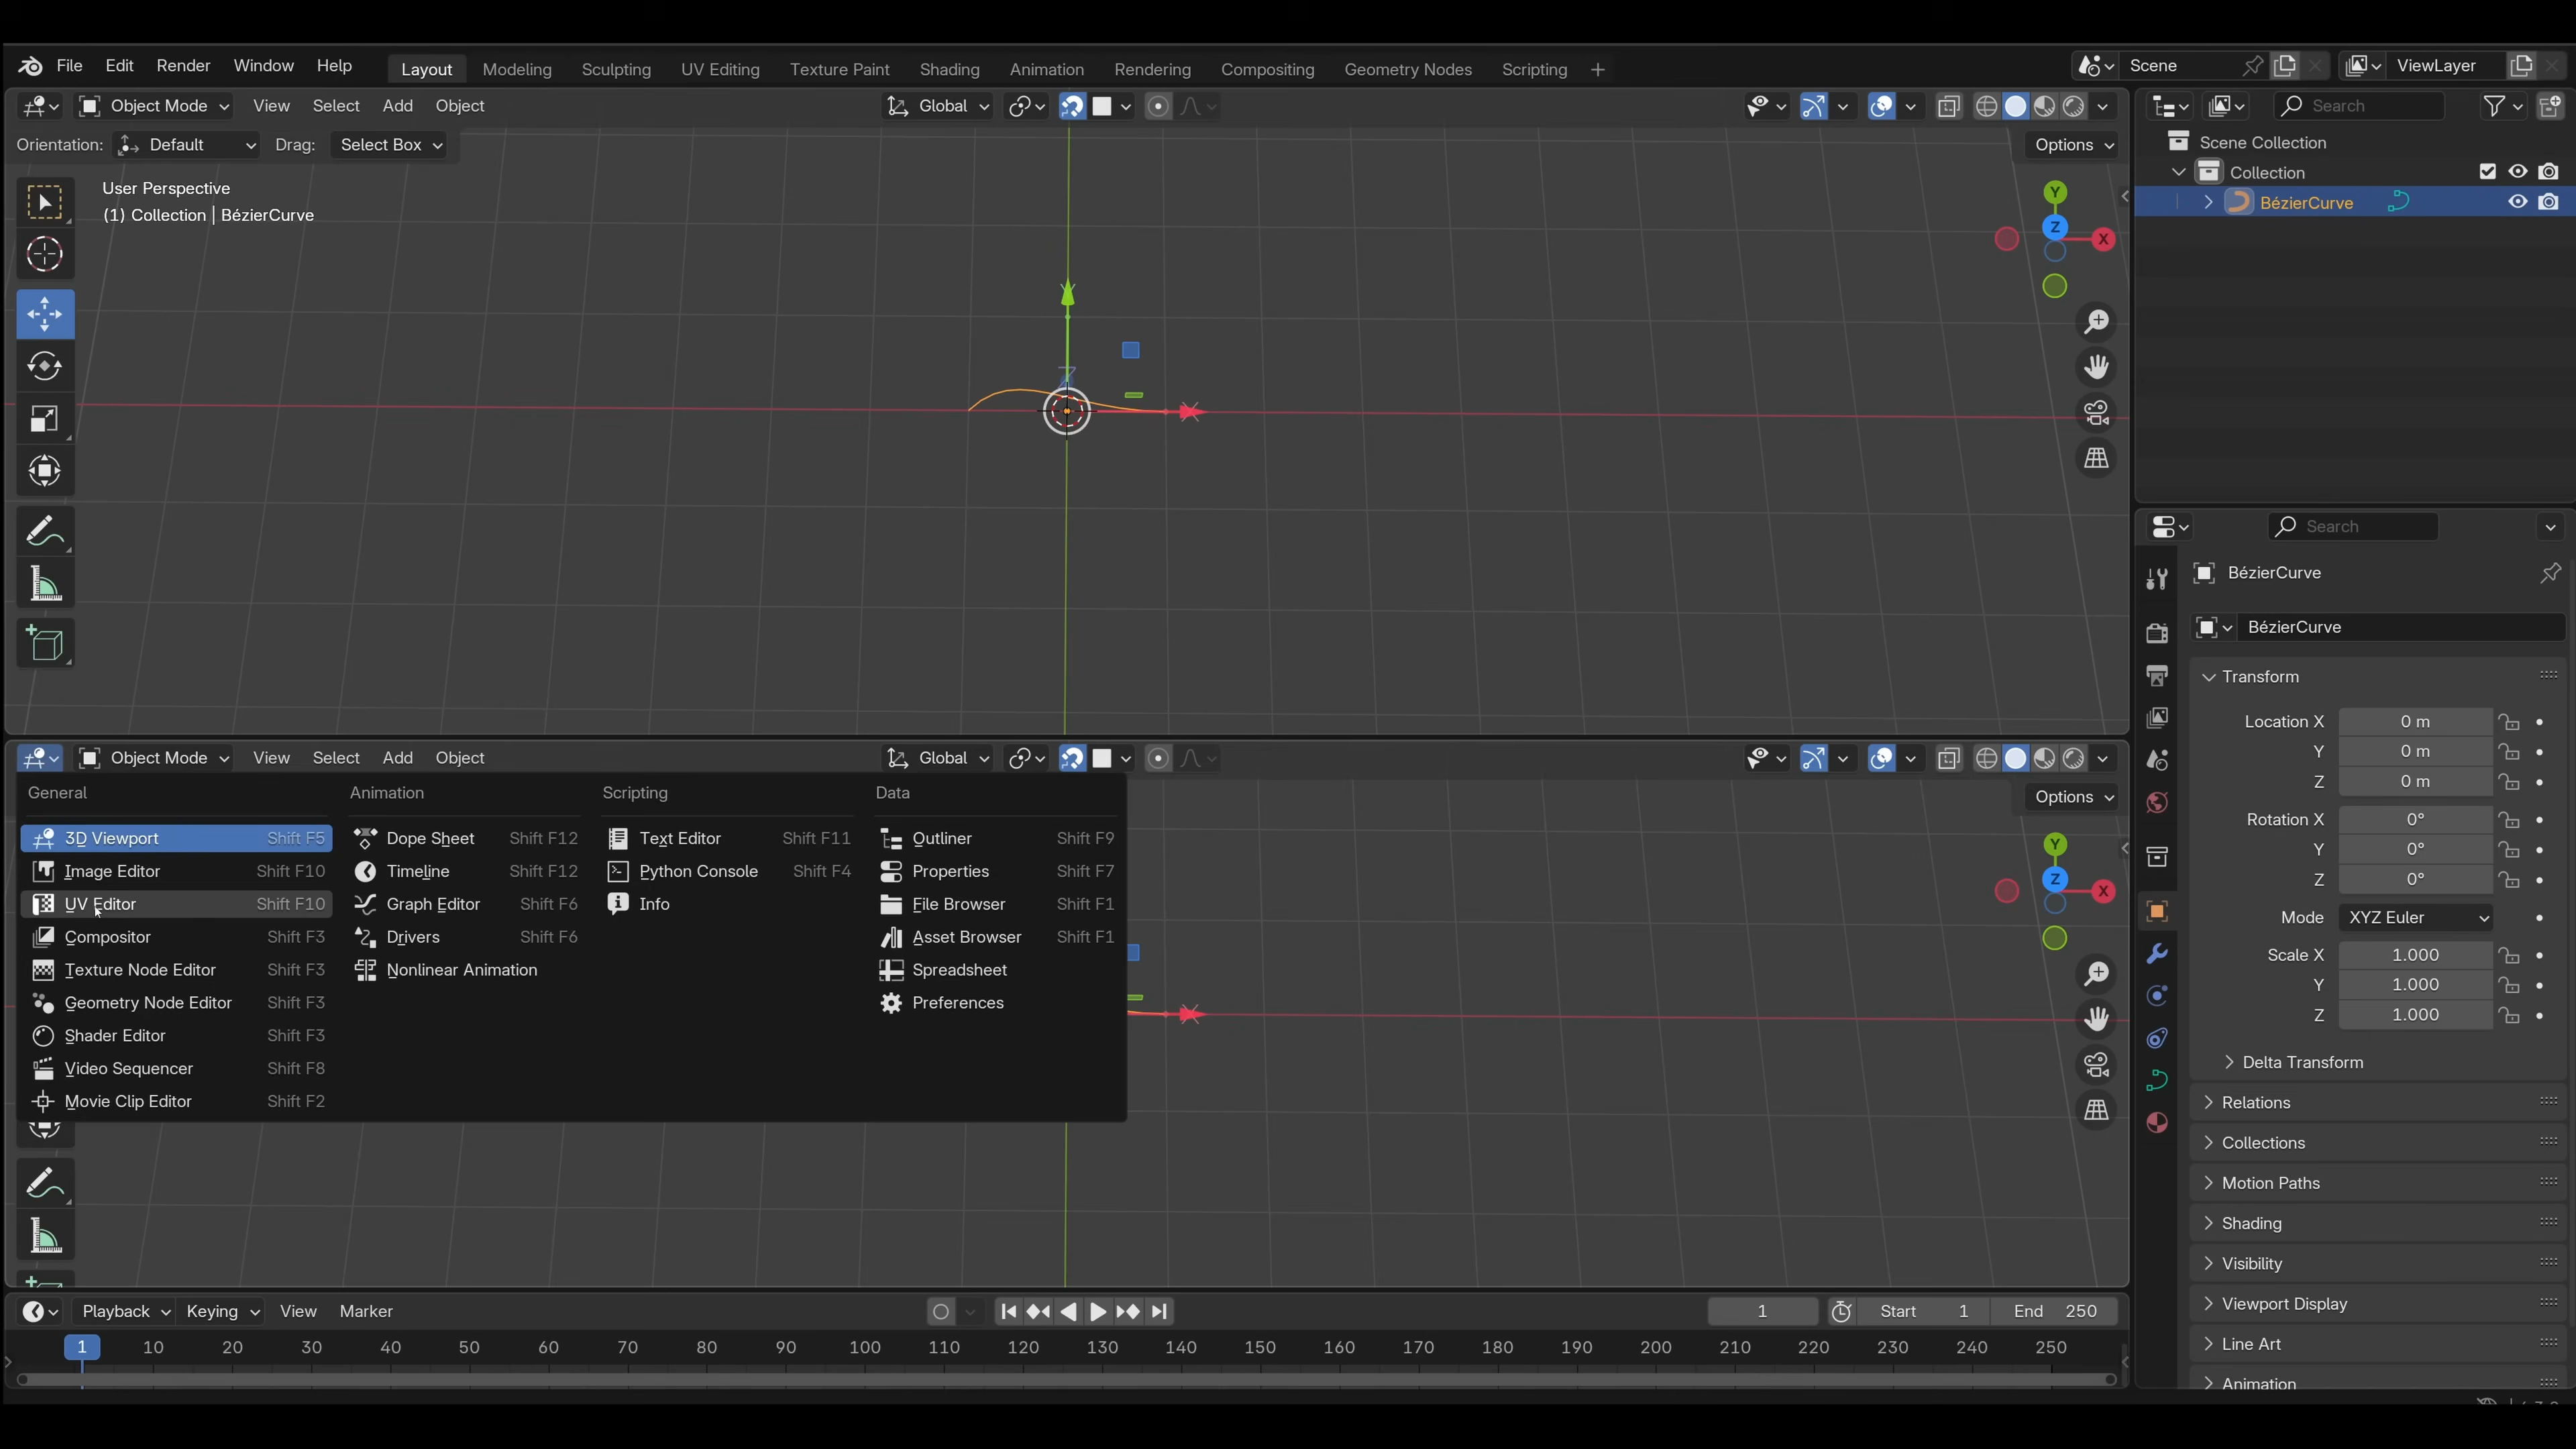 File Edit Render Window Help Layout Modeling Sculpting UV Editing Texture Paint Shading Animation Rendering Compositing Geometry Nodes Scripting + Scene ViewLayer
Object Mode View Select Add Object Global Search
Orientation: Default Drag: Select Box Options
User Perspective
(1) Collection | BézierCurve
Y
Z
X
Scene Collection
Collection
BézierCurve
Search
BézierCurve
BézierCurve
Transform
Location X 0 m
Y 0 m
Z 0 m
Rotation X 0°
Y 0°
Z 0°
Mode XYZ Euler
Scale X 1.000
Y 1.000
Z 1.000
Delta Transform
Relations
Collections
Motion Paths
Shading
Visibility
Viewport Display
Line Art
Animation
Object Mode View Select Add Object Global
Options
Y
Z
X
General
3D Viewport Shift F5
Image Editor Shift F10
UV Editor Shift F10
Compositor Shift F3
Texture Node Editor Shift F3
Geometry Node Editor Shift F3
Shader Editor Shift F3
Video Sequencer Shift F8
Movie Clip Editor Shift F2
Animation
Dope Sheet Shift F12
Timeline Shift F12
Graph Editor Shift F6
Drivers Shift F6
Nonlinear Animation
Scripting
Text Editor Shift F11
Python Console Shift F4
Info
Data
Outliner Shift F9
Properties Shift F7
File Browser Shift F1
Asset Browser Shift F1
Spreadsheet
Preferences
Playback Keying View Marker 1 Start 1 End 250
1 10 20 30 40 50 60 70 80 90 100 110 120 130 140 150 160 170 180 190 200 210 220 230 240 250